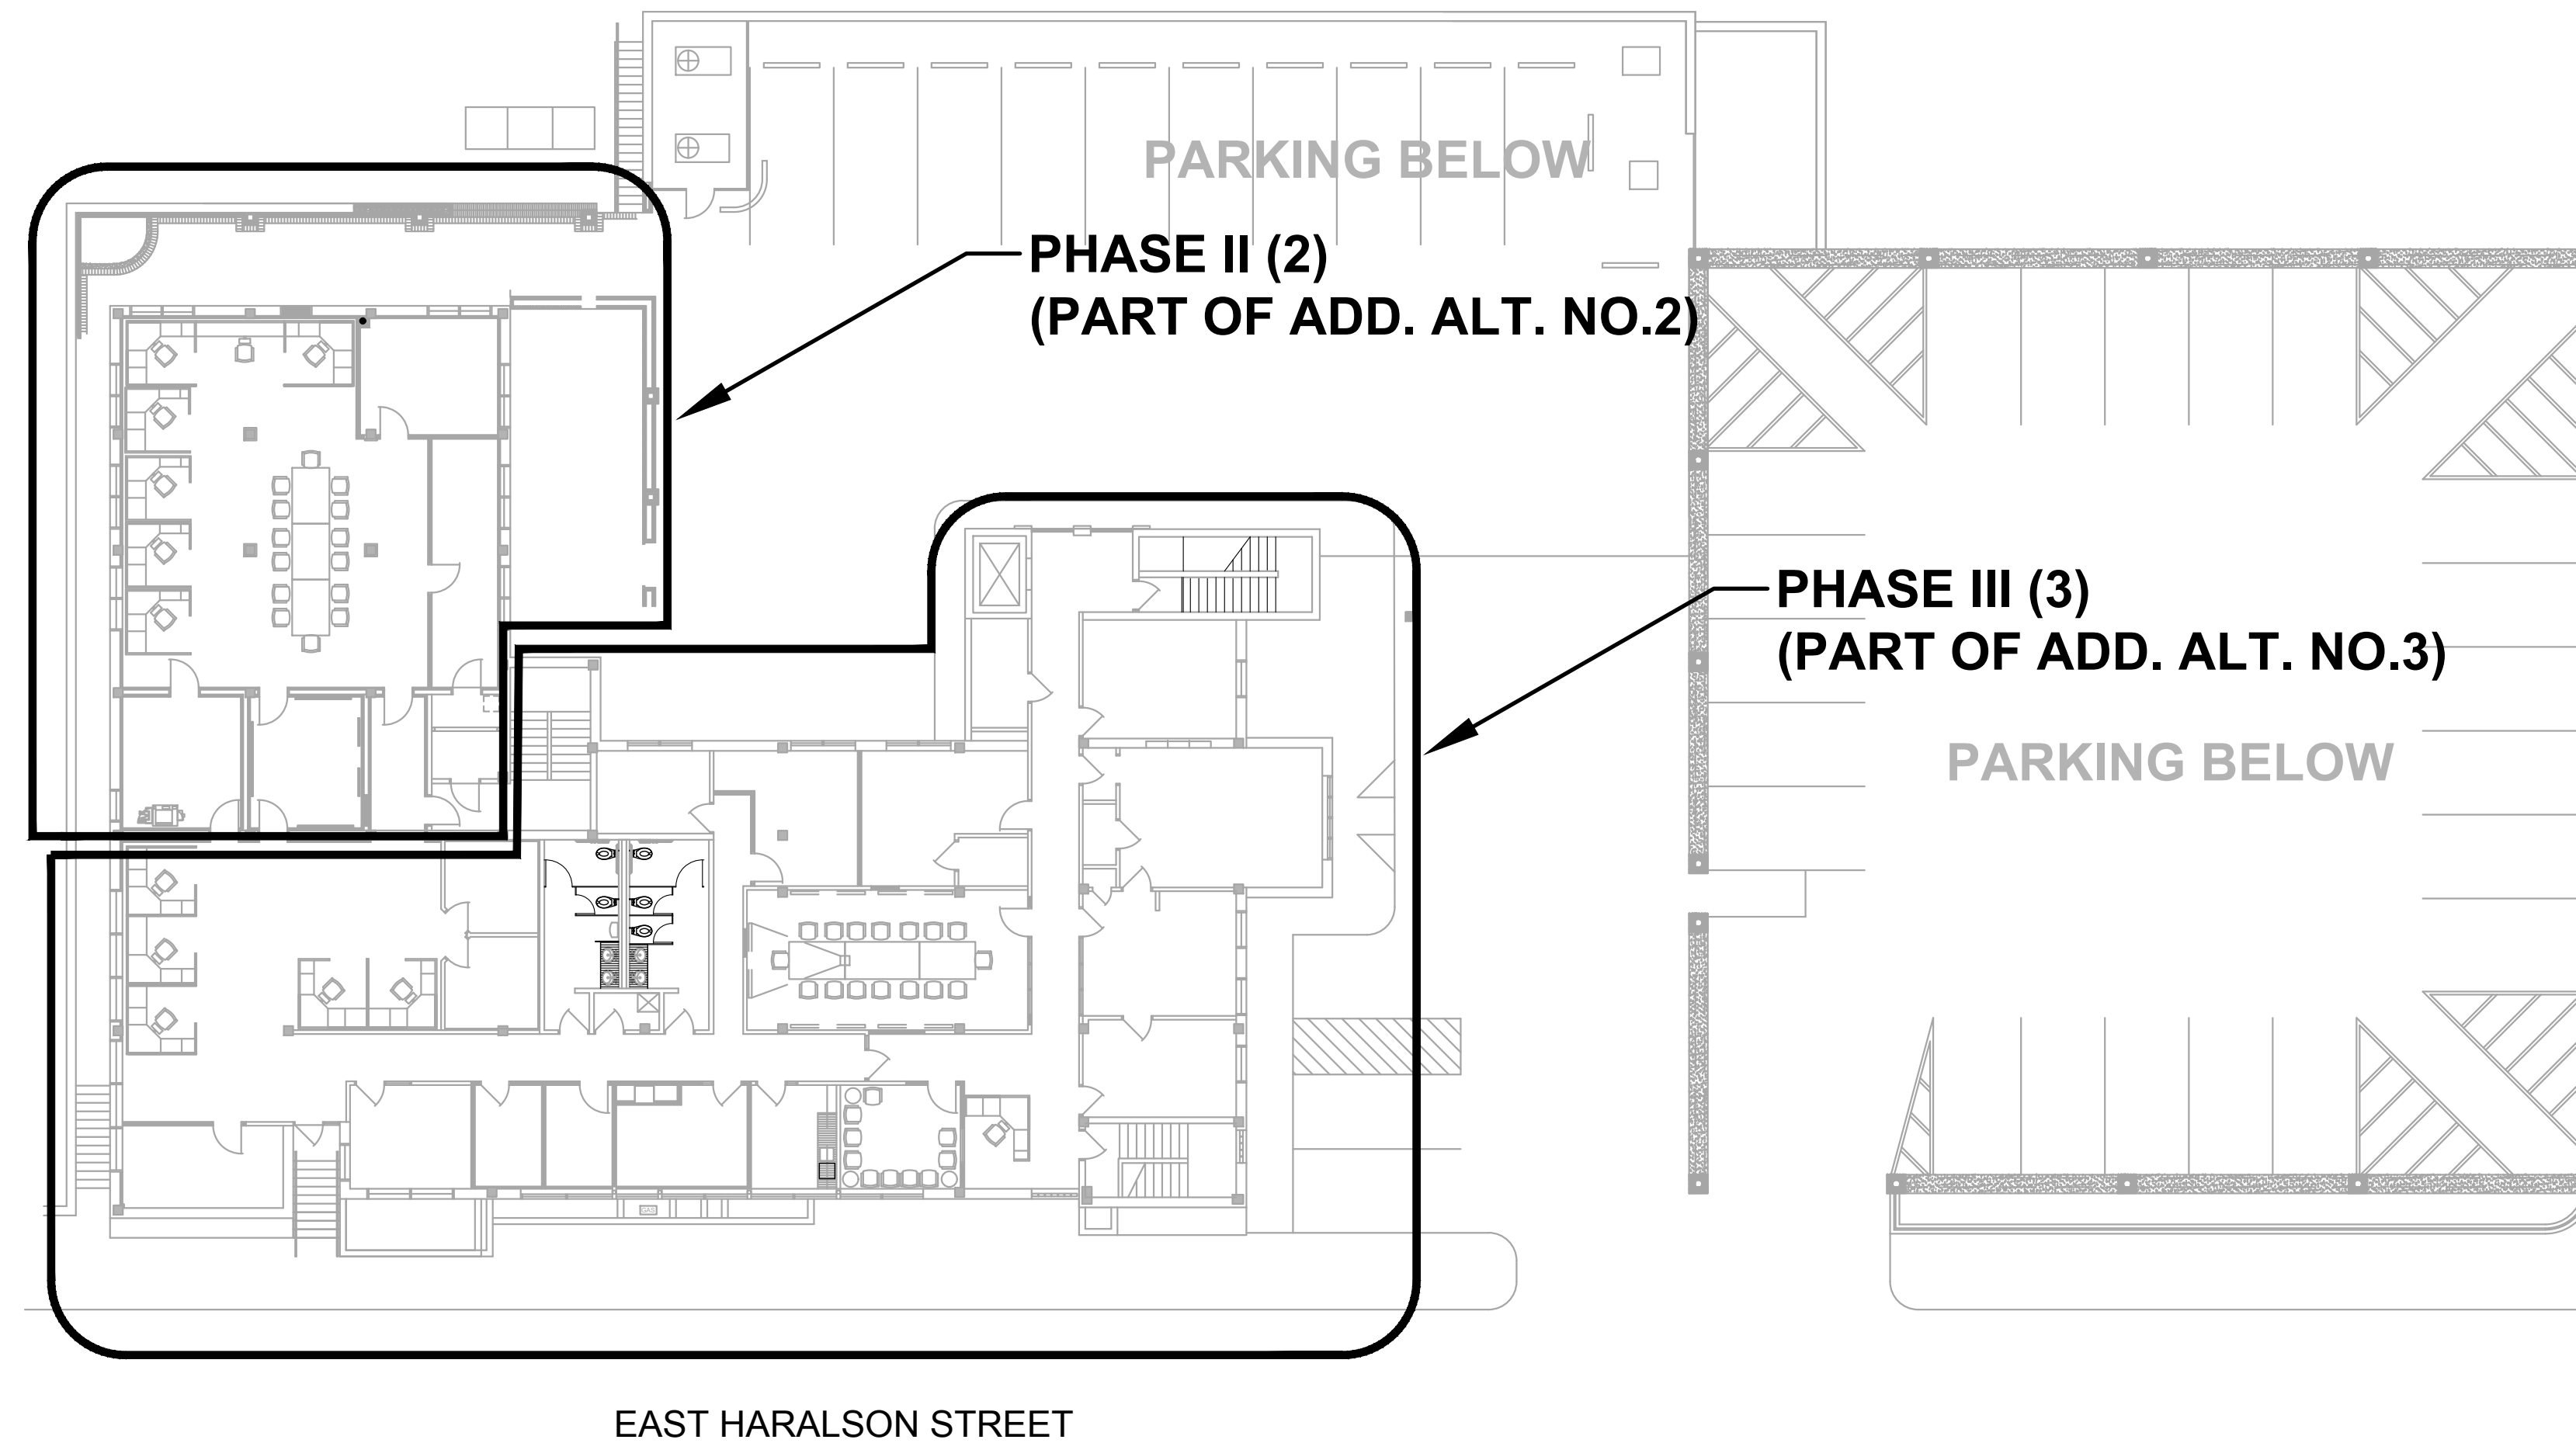 PARKING BELOW
PHASE II (2)
(PART OF ADD. ALT. NO.2)
PHASE III (3)
(PART OF ADD. ALT. NO.3)
PARKING BELOW
GAS
EAST HARALSON STREET